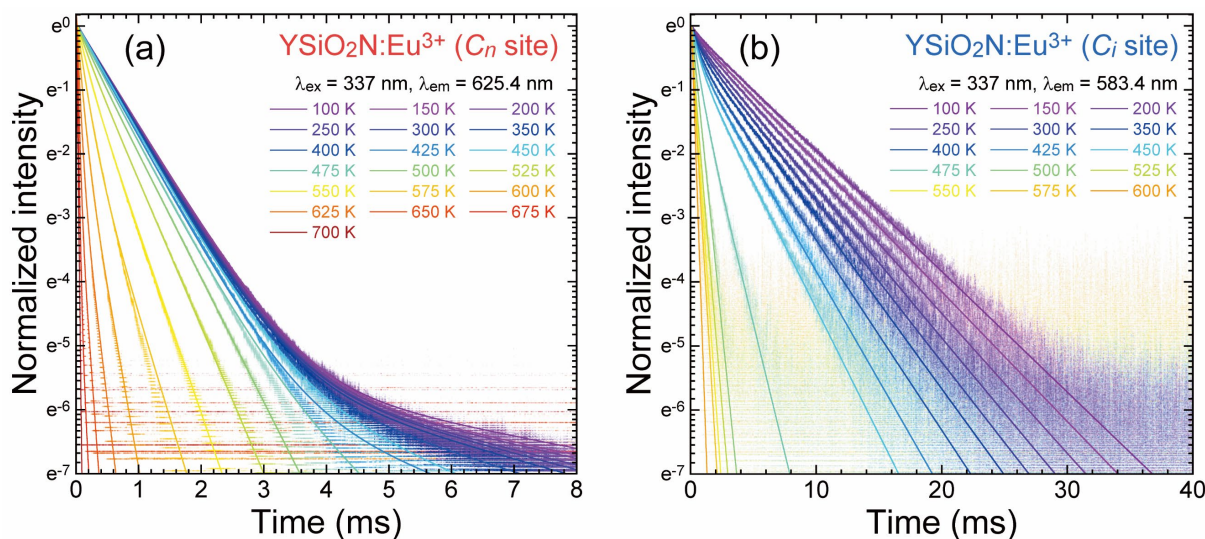 (a)
YSiO₂N:Eu³⁺ (Cₙ site)
λex = 337 nm, λem = 625.4 nm
100 K 150 K 200 K
250 K 300 K 350 K
400 K 425 K 450 K
475 K 500 K 525 K
550 K 575 K 600 K
625 K 650 K 675 K
700 K
Normalized intensity
e⁰
e⁻¹
e⁻²
e⁻³
e⁻⁴
e⁻⁵
e⁻⁶
e⁻⁷
0 1 2 3 4 5 6 7 8
Time (ms)
(b)
YSiO₂N:Eu³⁺ (Cᵢ site)
λex = 337 nm, λem = 583.4 nm
100 K 150 K 200 K
250 K 300 K 350 K
400 K 425 K 450 K
475 K 500 K 525 K
550 K 575 K 600 K
Normalized intensity
e⁰
e⁻¹
e⁻²
e⁻³
e⁻⁴
e⁻⁵
e⁻⁶
e⁻⁷
0 10 20 30 40
Time (ms)